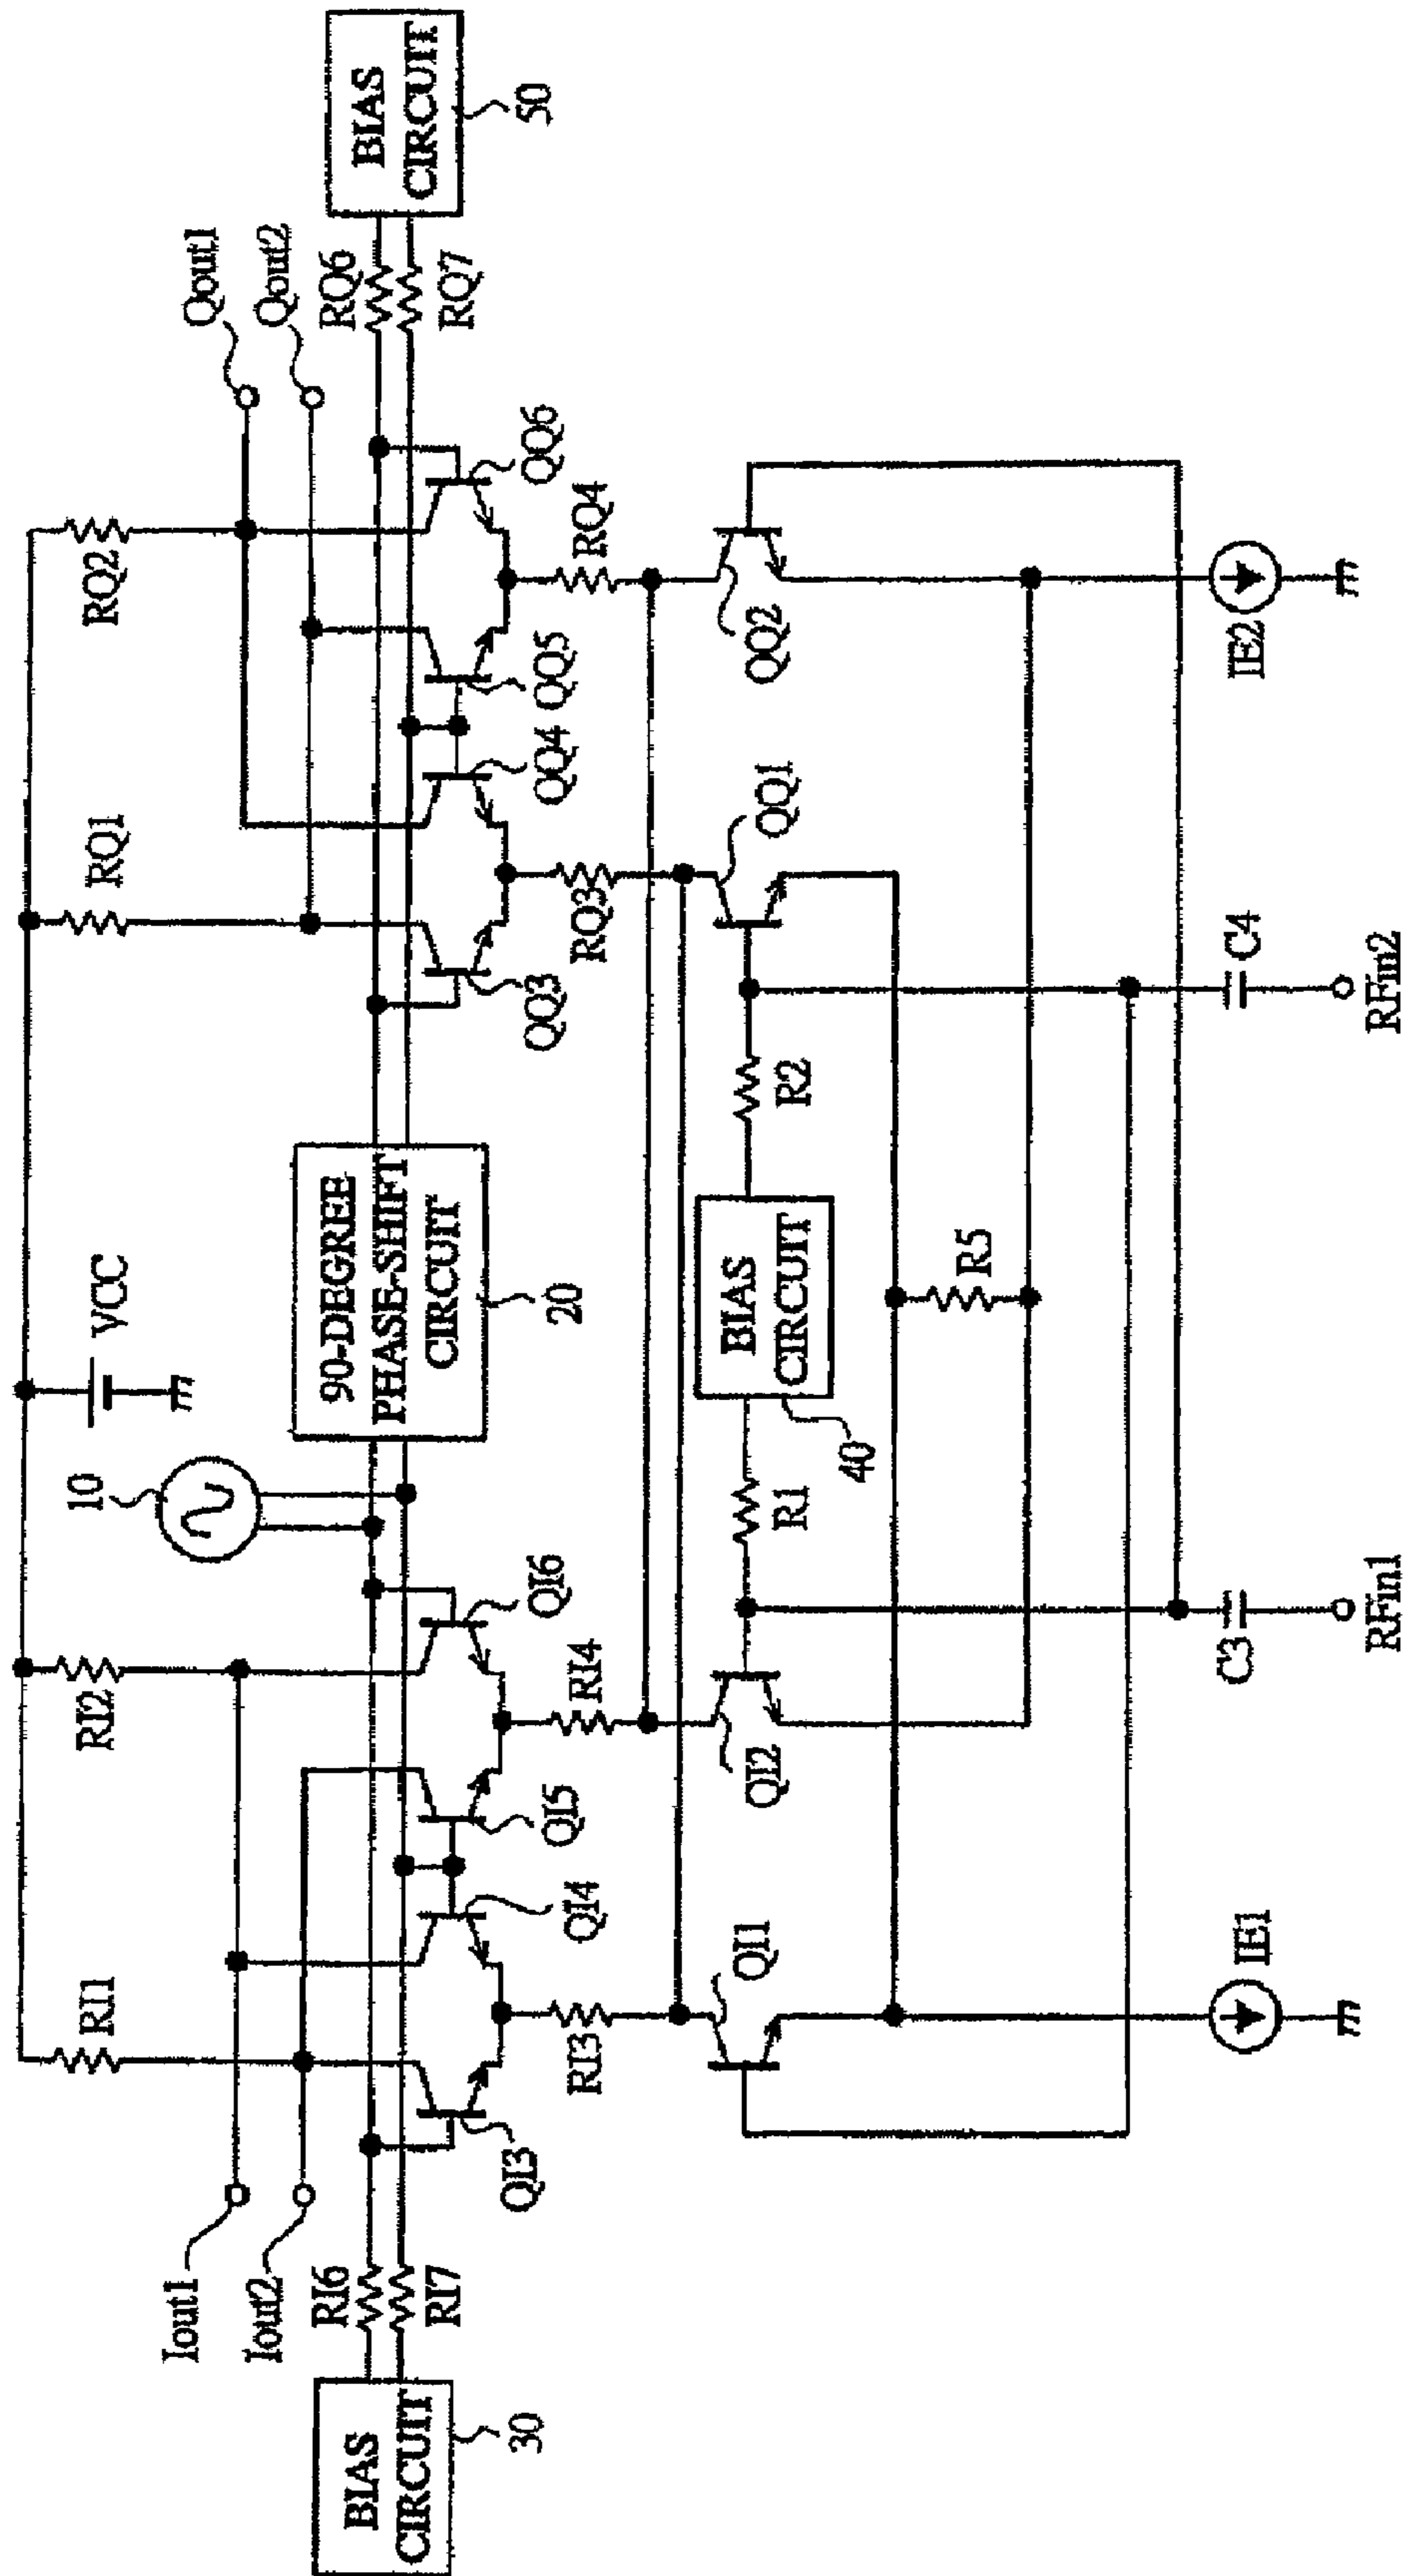 RI1
RI2
10
VCC
RQ1
RQ2
Iout1
Iout2
Qout1
Qout2
BIAS
CIRCUIT
30
RI6
RI7
QI3
QI4
QI5
QI6
90-DEGREE
PHASE-SHIFT
CIRCUIT
20
QQ3
QQ4
QQ5
QQ6
RQ6
RQ7
BIAS
CIRCUIT
50
RI3
RI4
RQ3
RQ4
QI1
QI2
R1
BIAS
CIRCUIT
40
R2
QQ1
QQ2
R5
IE1
C3
RFin1
C4
RFin2
IE2